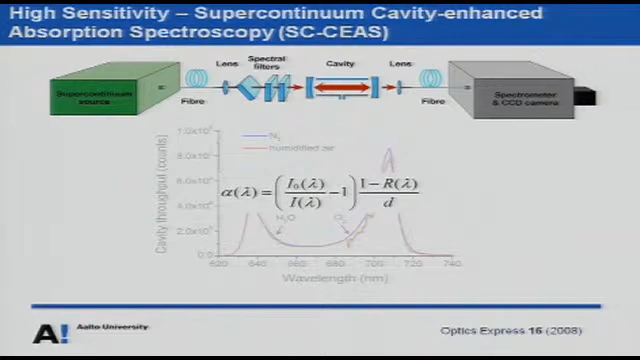 High Sensitivity – Supercontinuum Cavity-enhanced
Absorption Spectroscopy (SC-CEAS)
Lens Spectral filters Cavity Lens
Supercontinuum source
Fibre
Fibre
Spectrometer & CCD camera
N₂
humidified air
Cavity throughput (counts)
α(λ) = (I₀(λ)/I(λ) − 1) 1 − R(λ)/d
H₂O
O₂
0.0
620 640 660 680 700 720 740
Wavelength (nm)
A! Aalto University
Optics Express 16 (2008)